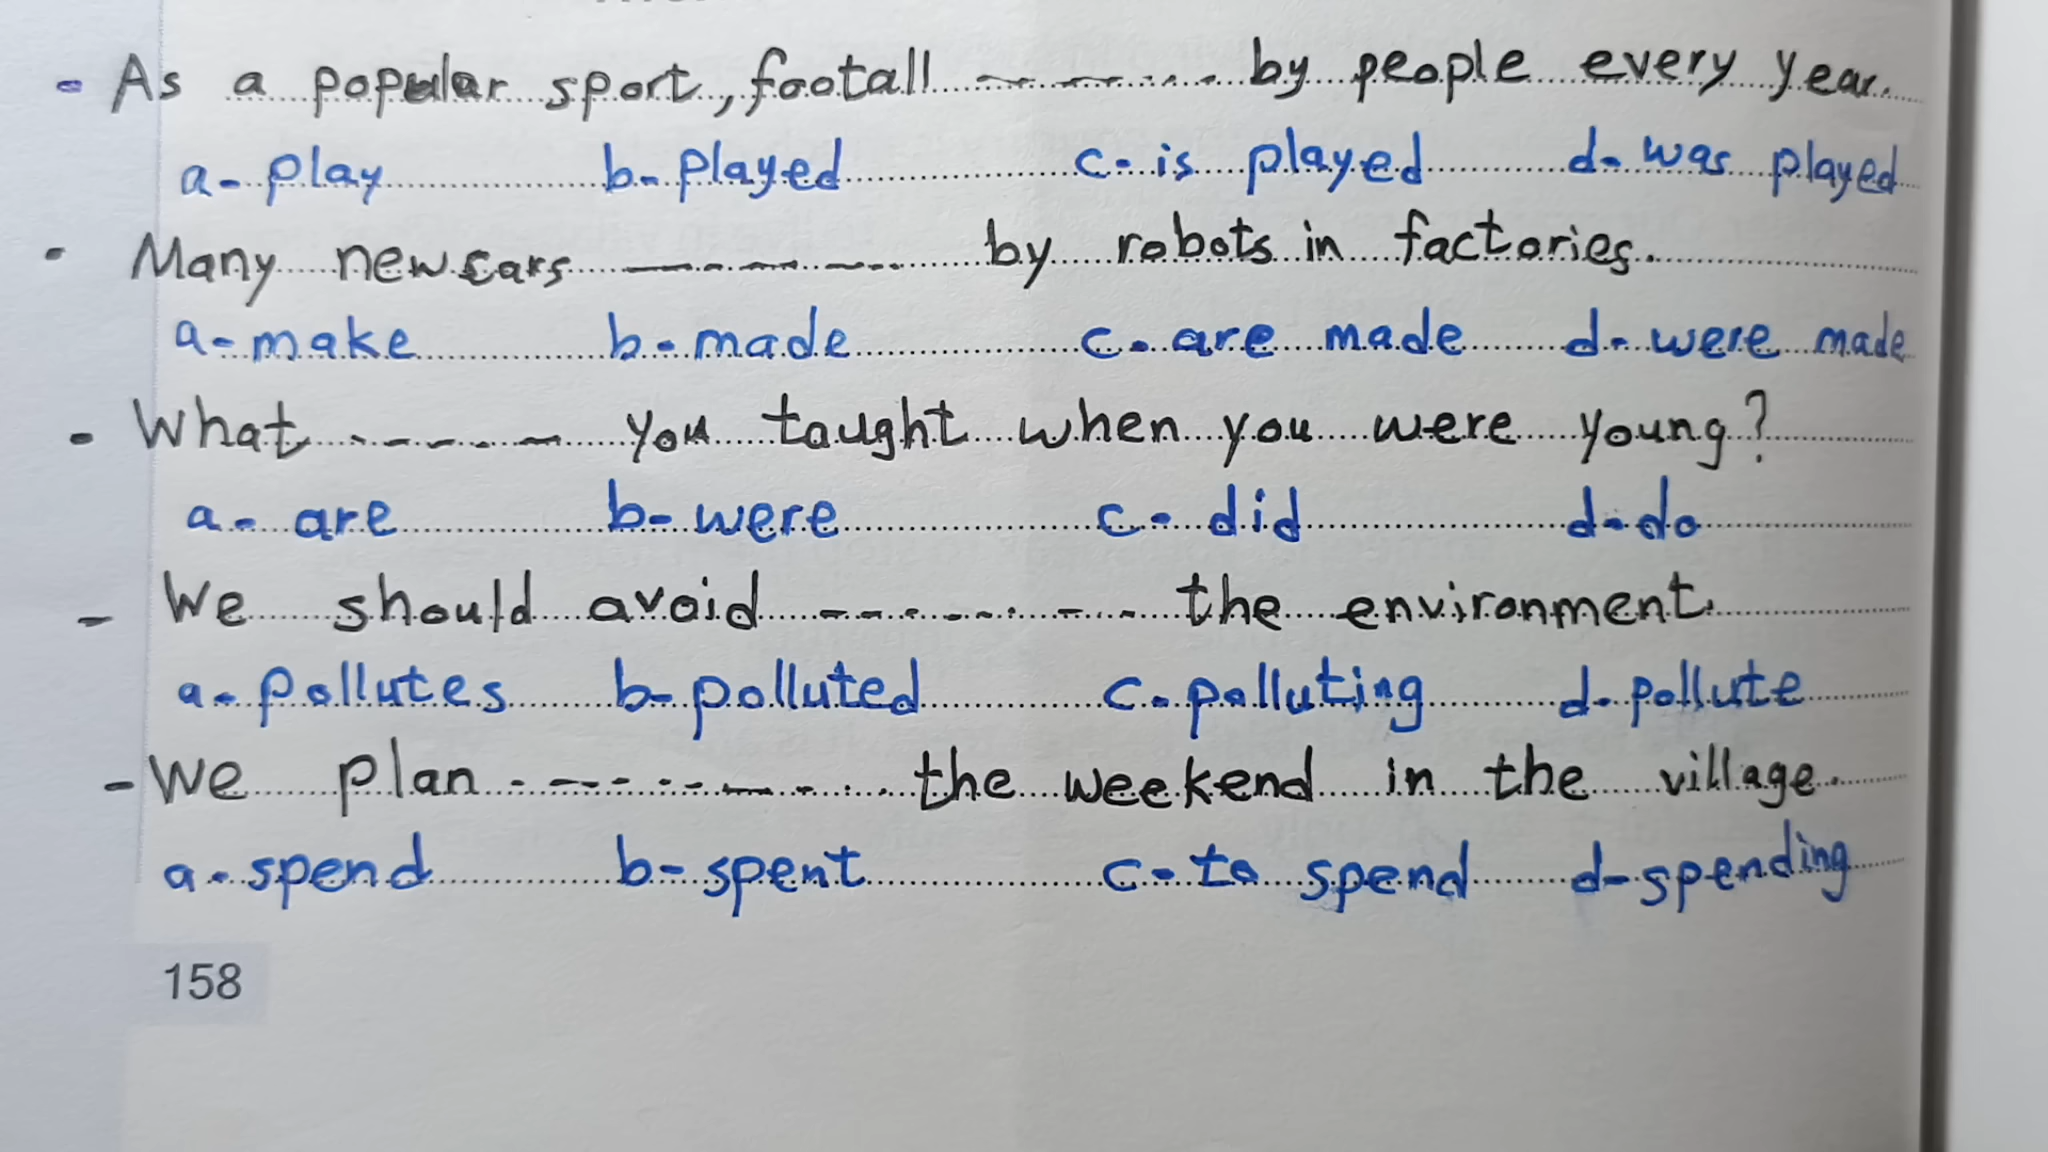 - As a popular sport, footall ---------- by people every year.
a- play b- played c- is played d- was played
- Many new cars ---------- by robots in factories.
a- make b- made c- are made d- were made
- What ------ you taught when you were young?
a- are b- were c- did d- do
- We should avoid ---------- the environment.
a- pollutes b- polluted c- polluting d- pollute
- We plan ---------- the weekend in the village.
a- spend b- spent c- to spend d- spending
158